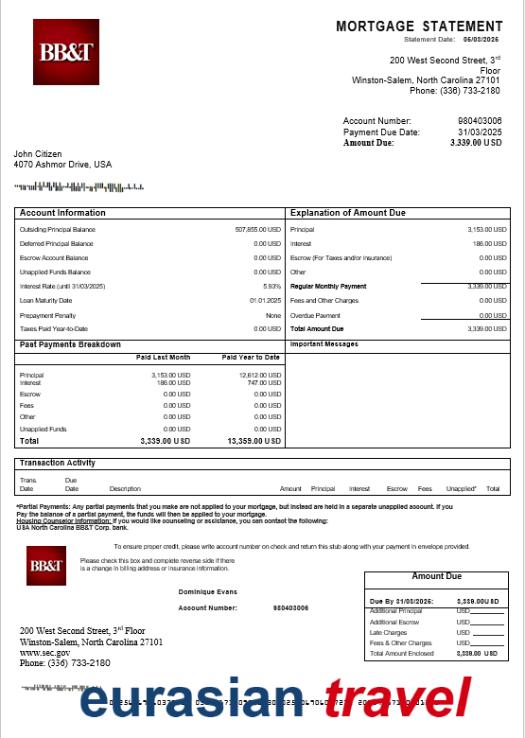 BB&T
MORTGAGE STATEMENT
Statement Date: 05/03/2025
200 West Second Street, 3rd
Floor
Winston-Salem, North Carolina 27101
Phone: (336) 733-2180
Account Number: 980403006
Payment Due Date: 31/03/2025
Amount Due: 3.339.00 USD
John Citizen
4070 Ashmor Drive, USA
Account Information
Outsiding Principal Balance 507,855.00 USD
Deferred Principal Balance 0.00 USD
Escrow Account Balance 0.00 USD
Unapplied Funds Balance 0.00 USD
Interest Rate (until 31/03/2025) 5.93%
Loan Maturity Date 01.01.2025
Prepayment Penalty None
Taxes Paid Year-to-Date 0.00 USD
Explanation of Amount Due
Principal 3,153.00 USD
Interest 186.00 USD
Escrow (For Taxes and/or Insurance) 0.00 USD
Other 0.00 USD
Regular Monthly Payment 3,339.00 USD
Fees and Other Charges 0.00 USD
Overdue Payment 0.00 USD
Total Amount Due 3,339.00 USD
Past Payments Breakdown
Paid Last Month Paid Year to Date
Principal 3,153.00 USD 12,612.00 USD
Interest 186.00 USD 747.00 USD
Escrow 0.00 USD 0.00 USD
Fees 0.00 USD 0.00 USD
Other 0.00 USD 0.00 USD
Unapplied Funds 0.00 USD 0.00 USD
Total 3,339.00 USD 13,359.00 USD
Important Messages
Transaction Activity
Trans. Date Due Date Description Amount Principal Interest Escrow Fees Unapplied* Total
*Partial Payments: Any partial payments that you make are not applied to your mortgage, but instead are held in a separate unapplied account. If you
Pay the balance of a partial payment, the funds will then be applied to your mortgage.
Housing Counselor Information: If you would like counseling or assistance, you can contact the following:
USA North Carolina BB&T Corp. bank.
BB&T
To ensure proper credit, please write account number on check and return this stub along with your payment in envelope provided
Please check this box and complete reverse side if there
is a change in billing address or insurance information.
Dominique Evans
Account Number: 980403006
Amount Due
Due By 31/03/2025: 3,339.00USD
Additional Principal USD
Additional Escrow USD
Late Charges USD
Fees & Other Charges USD
Total Amount Enclosed 3,339.00 USD
200 West Second Street, 3rd Floor
Winston-Salem, North Carolina 27101
www.sec.gov
Phone: (336) 733-2180
eurasian travel